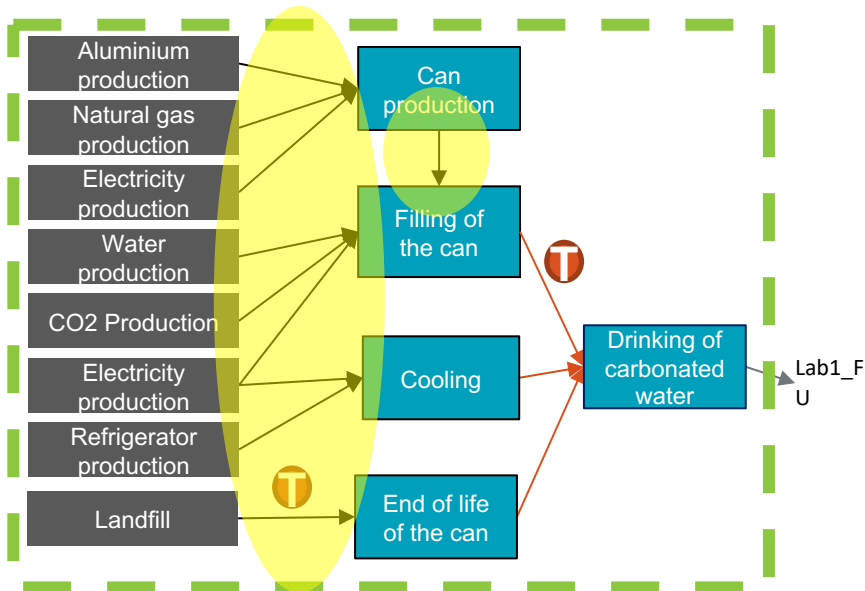 Aluminium
production
Natural gas
production
Electricity
production
Water
production
CO2 Production
Electricity
production
Refrigerator
production
Landfill
Can
production
Filling of
the can
Cooling
End of life
of the can
T
T
Drinking of
carbonated
water
Lab1_F
U